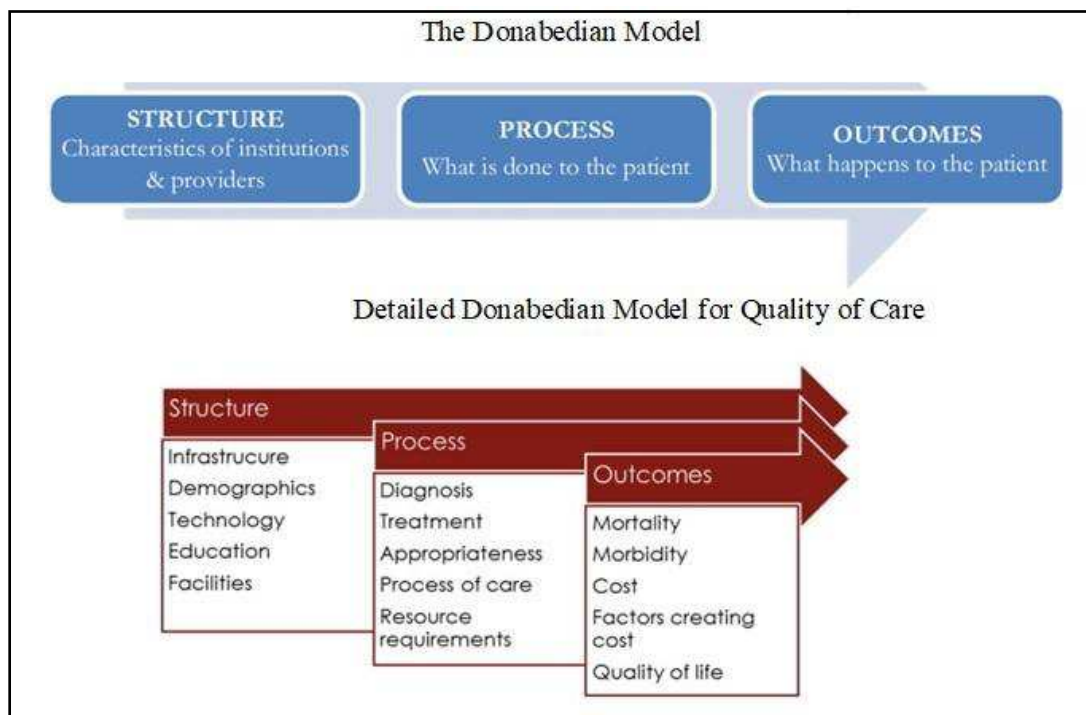 The Donabedian Model
STRUCTURE
Characteristics of institutions
& providers
PROCESS
What is done to the patient
OUTCOMES
What happens to the patient
Detailed Donabedian Model for Quality of Care
Structure
Infrastrucure
Demographics
Technology
Education
Facilities
Process
Diagnosis
Treatment
Appropriateness
Process of care
Resource
requirements
Outcomes
Mortality
Morbidity
Cost
Factors creating
cost
Quality of life